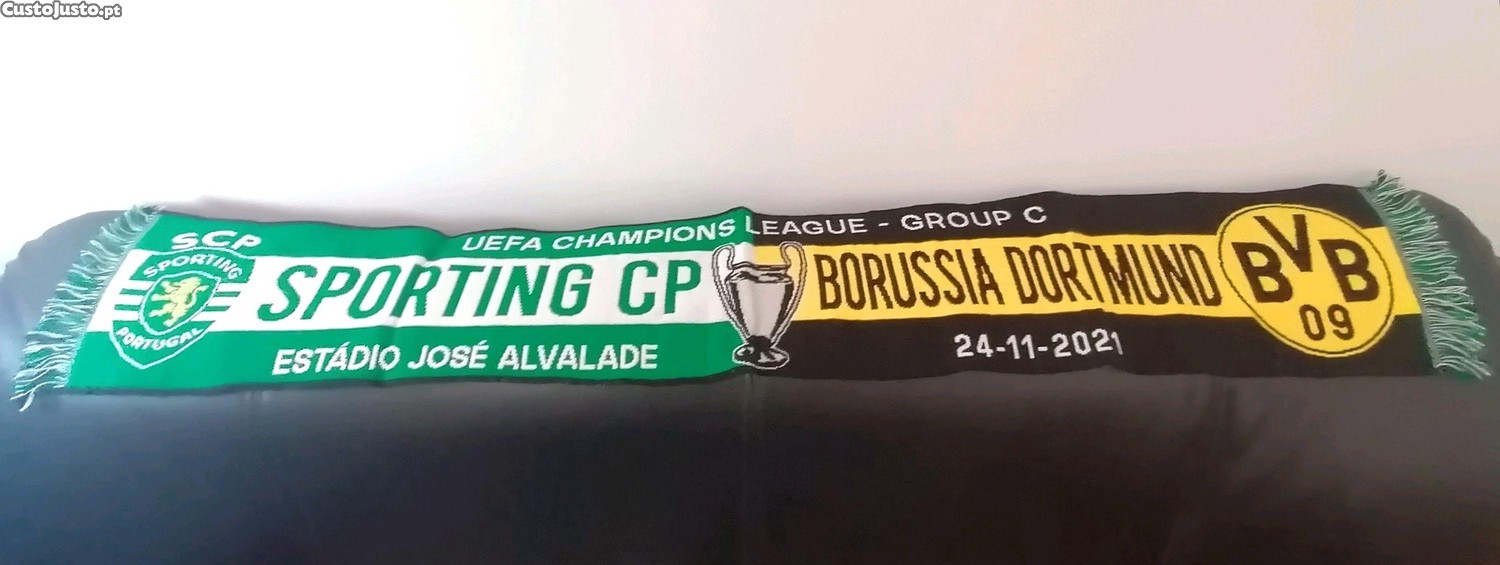 CustoJusto.pt
UEFA CHAMPIONS LEAGUE - GROUP C
SCP
SPORTING
PORTUGAL
SPORTING CP
BORUSSIA DORTMUND
BVB
09
ESTÁDIO JOSÉ ALVALADE
24-11-2021